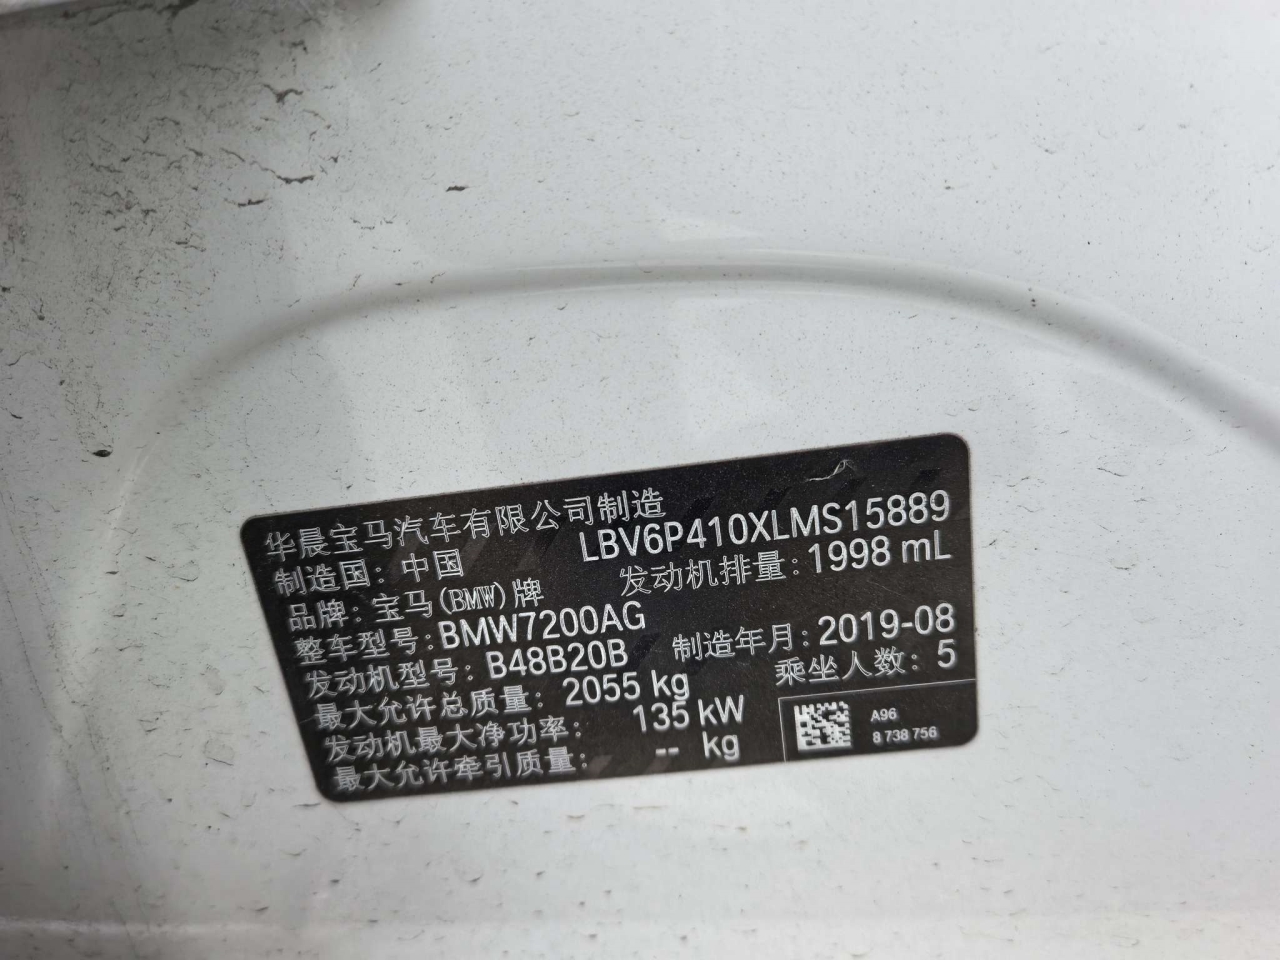 华晨宝马汽车有限公司制造
制造国: 中国 LBV6P410XLMS15889
品牌: 宝马(BMW)牌 发动机排量: 1998 mL
整车型号: BMW7200AG
发动机型号: B48B20B 制造年月: 2019-08
最大允许总质量: 2055 kg 乘坐人数: 5
发动机最大净功率: 135 kW
最大允许牵引质量: -- kg
A96
8 738 756